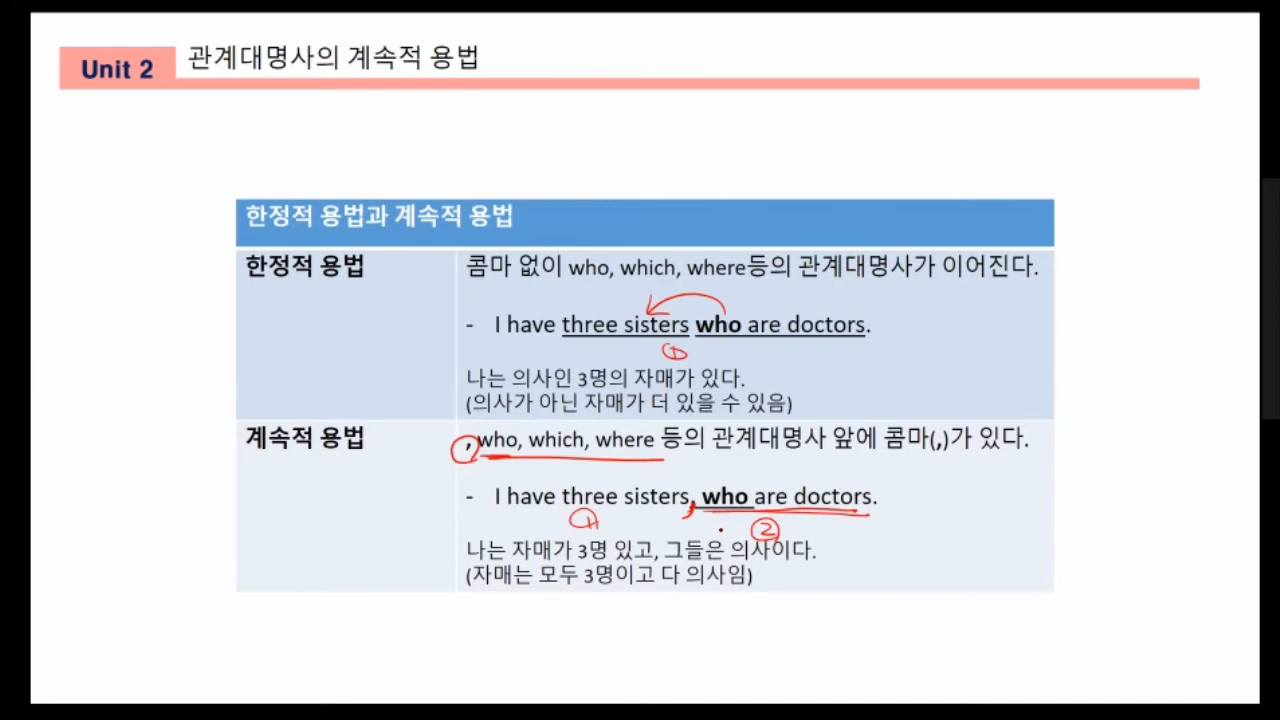 Unit 2
관계대명사의 계속적 용법
한정적 용법과 계속적 용법
한정적 용법
콤마 없이 who, which, where등의 관계대명사가 이어진다.
- I have three sisters who are doctors.
①
나는 의사인 3명의 자매가 있다.
(의사가 아닌 자매가 더 있을 수 있음)
계속적 용법
, who, which, where 등의 관계대명사 앞에 콤마(,)가 있다.
- I have three sisters, who are doctors.
②
나는 자매가 3명 있고, 그들은 의사이다.
(자매는 모두 3명이고 다 의사임)